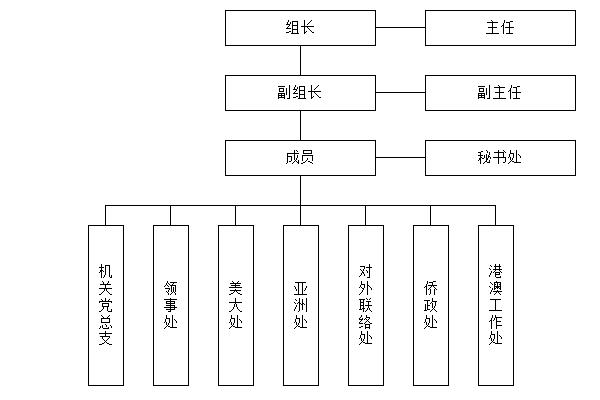 组长
主任
副组长
副主任
成员
秘书处
机关党总支
领事处
美大处
亚洲处
对外联络处
侨政处
港澳工作处